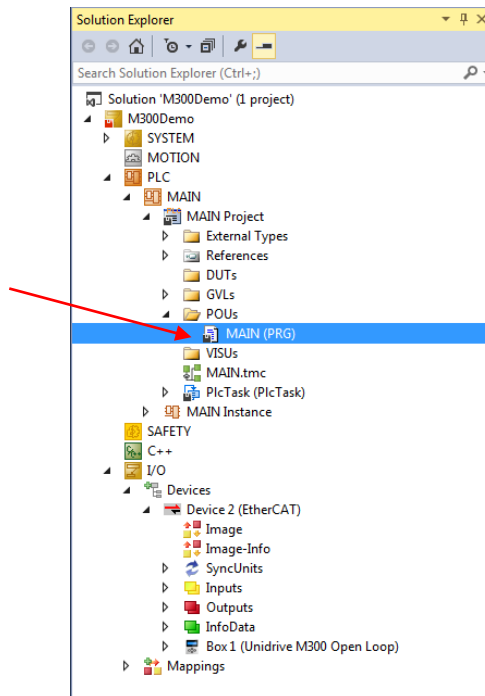 Solution Explorer
Search Solution Explorer (Ctrl+;)
Solution 'M300Demo' (1 project)
M300Demo
SYSTEM
MOTION
PLC
MAIN
MAIN Project
External Types
References
DUTs
GVLs
POUs
MAIN (PRG)
VISUs
MAIN.tmc
PlcTask (PlcTask)
MAIN Instance
SAFETY
C++
I/O
Devices
Device 2 (EtherCAT)
Image
Image-Info
SyncUnits
Inputs
Outputs
InfoData
Box 1 (Unidrive M300 Open Loop)
Mappings